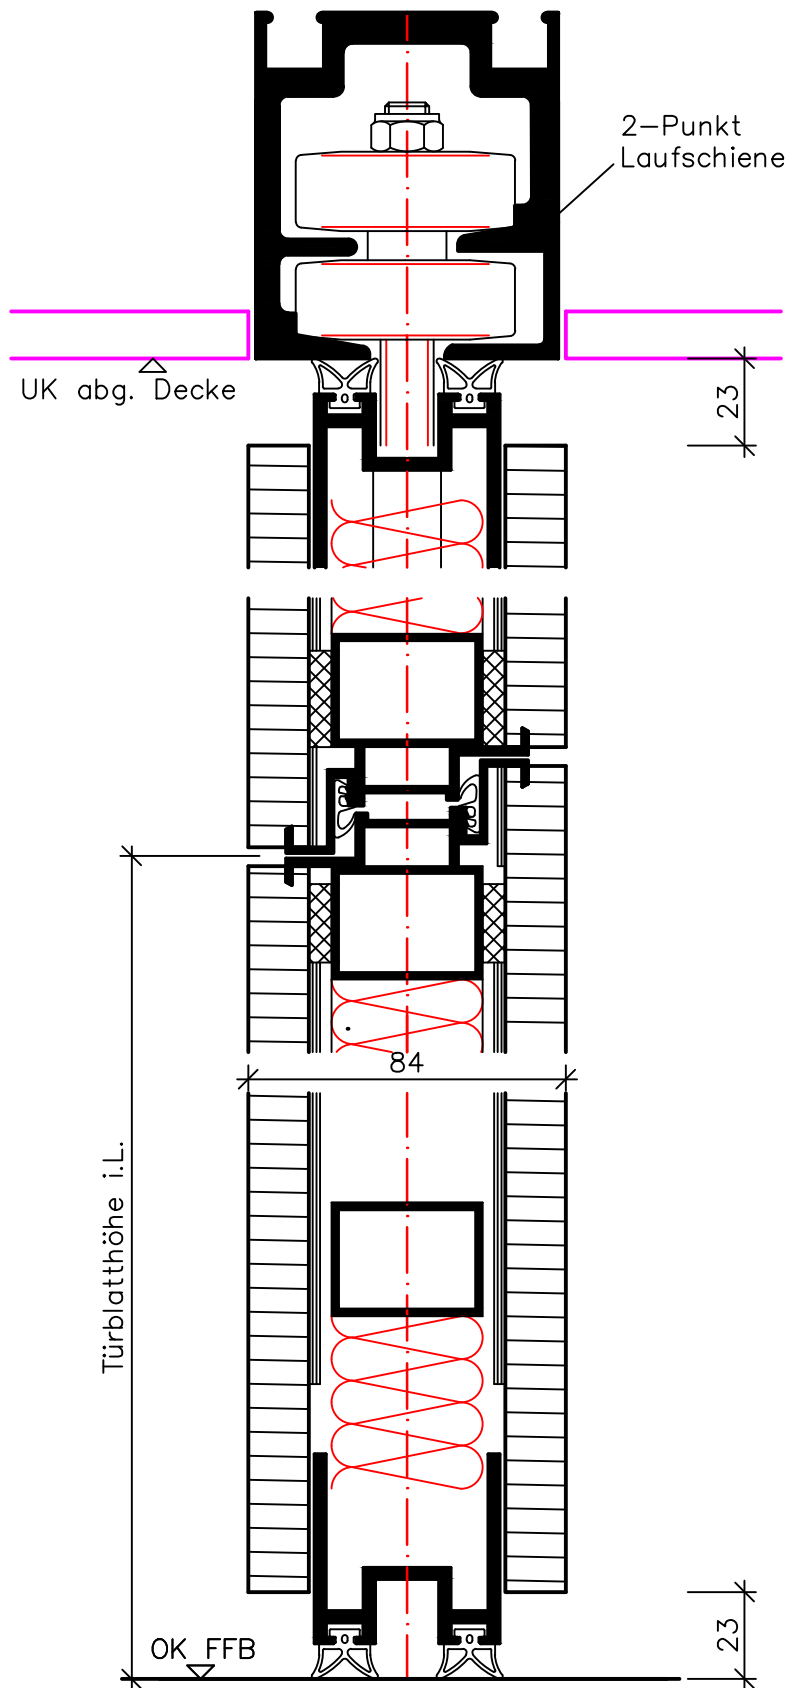 2-Punkt
Laufschiene
UK abg. Decke
23
84
Türblatthöhe i.L.
OK FFB
23